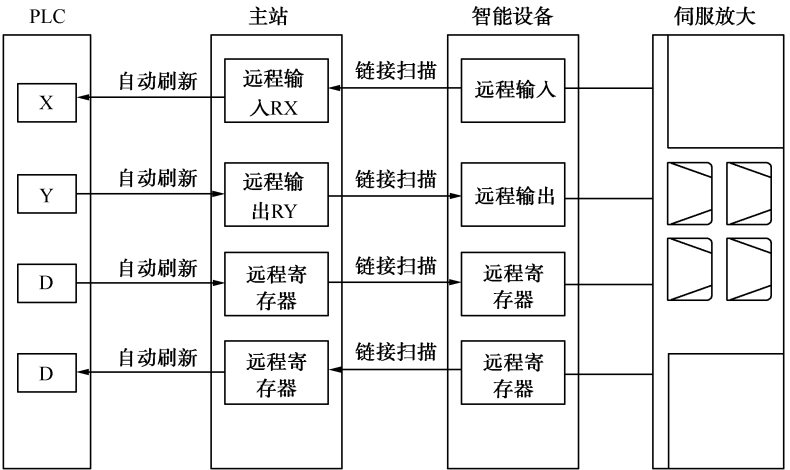 PLC
主站
智能设备
伺服放大
X
自动刷新
远程输
入RX
链接扫描
远程输入
Y
自动刷新
远程输
出RY
链接扫描
远程输出
D
自动刷新
远程寄
存器
链接扫描
远程寄
存器
D
自动刷新
远程寄
存器
链接扫描
远程寄
存器